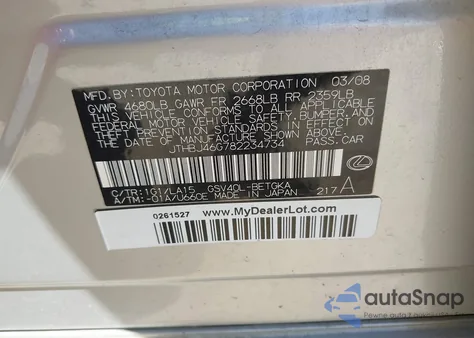 MFD. BY: TOYOTA MOTOR CORPORATION 03/08
GVWR 4680LB GAWR FR 2668LB RR 2359LB
THIS VEHICLE CONFORMS TO ALL APPLICABLE
FEDERAL MOTOR VEHICLE SAFETY, BUMPER, AND
THEFT PREVENTION STANDARDS IN EFFECT ON
THE DATE OF MANUFACTURE SHOWN ABOVE.
JTHBJ46G782234734 PASS. CAR
C/TR: 1G1/LA15 GSV40L-BETGKA
A/TM: -01A/U660E MADE IN JAPAN 217A
0261527 www.MyDealerLot.com
autaSnap
Pewne auta z